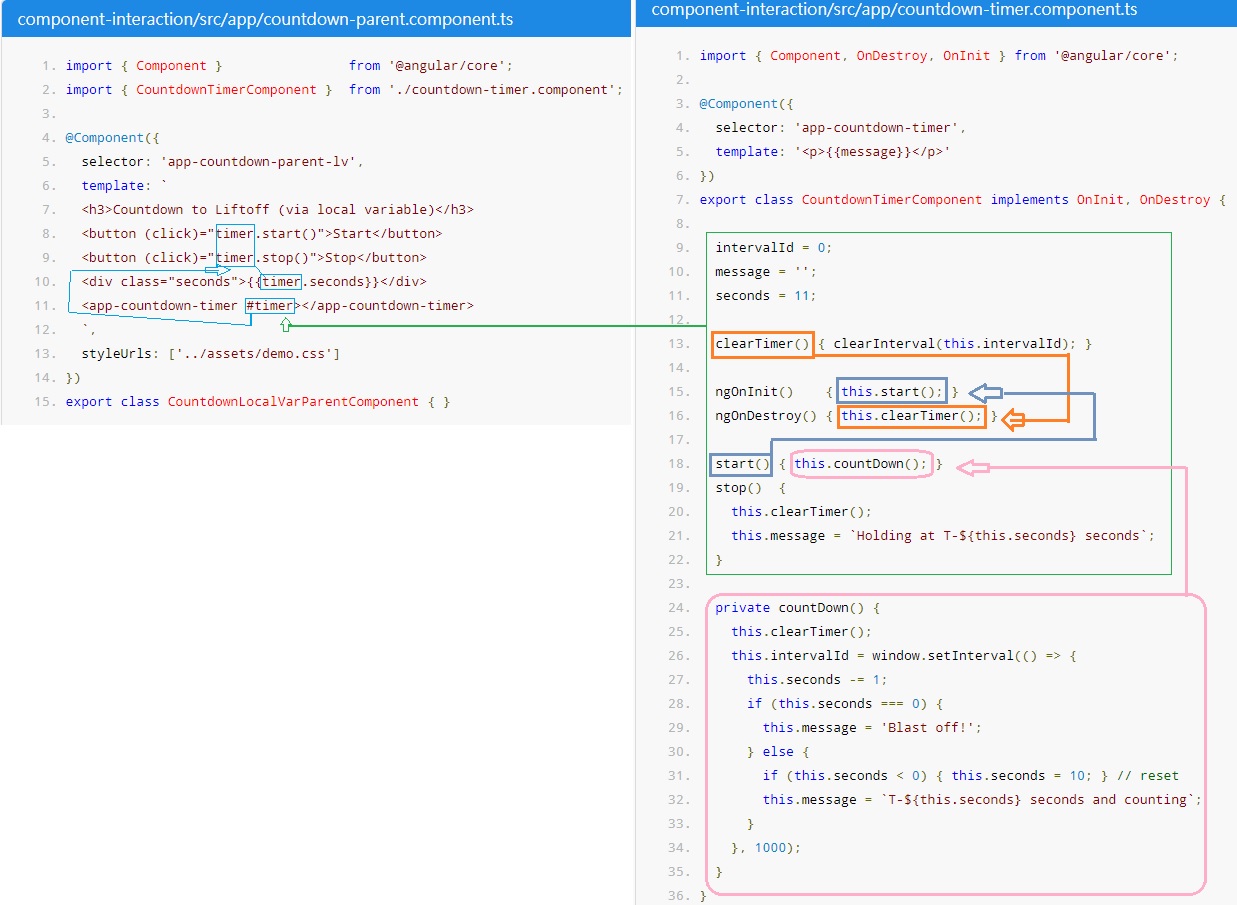 component-interaction/src/app/countdown-parent.component.ts
1. import { Component }                from '@angular/core';
2. import { CountdownTimerComponent }  from './countdown-timer.component';
3.
4. @Component({
5.   selector: 'app-countdown-parent-lv',
6.   template: `
7.   <h3>Countdown to Liftoff (via local variable)</h3>
8.   <button (click)="timer.start()">Start</button>
9.   <button (click)="timer.stop()">Stop</button>
10.   <div class="seconds">{{timer.seconds}}</div>
11.   <app-countdown-timer #timer></app-countdown-timer>
12.   `,
13.   styleUrls: ['../assets/demo.css']
14. })
15. export class CountdownLocalVarParentComponent { }
component-interaction/src/app/countdown-timer.component.ts
1. import { Component, OnDestroy, OnInit } from '@angular/core';
2.
3. @Component({
4.   selector: 'app-countdown-timer',
5.   template: '<p>{{message}}</p>'
6. })
7. export class CountdownTimerComponent implements OnInit, OnDestroy {
8.
9.   intervalId = 0;
10.   message = '';
11.   seconds = 11;
12.
13.   clearTimer() { clearInterval(this.intervalId); }
14.
15.   ngOnInit()    { this.start(); }
16.   ngOnDestroy() { this.clearTimer(); }
17.
18.   start() { this.countDown(); }
19.   stop()  {
20.     this.clearTimer();
21.     this.message = `Holding at T-${this.seconds} seconds`;
22.   }
23.
24.   private countDown() {
25.     this.clearTimer();
26.     this.intervalId = window.setInterval(() => {
27.       this.seconds -= 1;
28.       if (this.seconds === 0) {
29.         this.message = 'Blast off!';
30.       } else {
31.         if (this.seconds < 0) { this.seconds = 10; } // reset
32.         this.message = `T-${this.seconds} seconds and counting`;
33.       }
34.     }, 1000);
35.   }
36. }